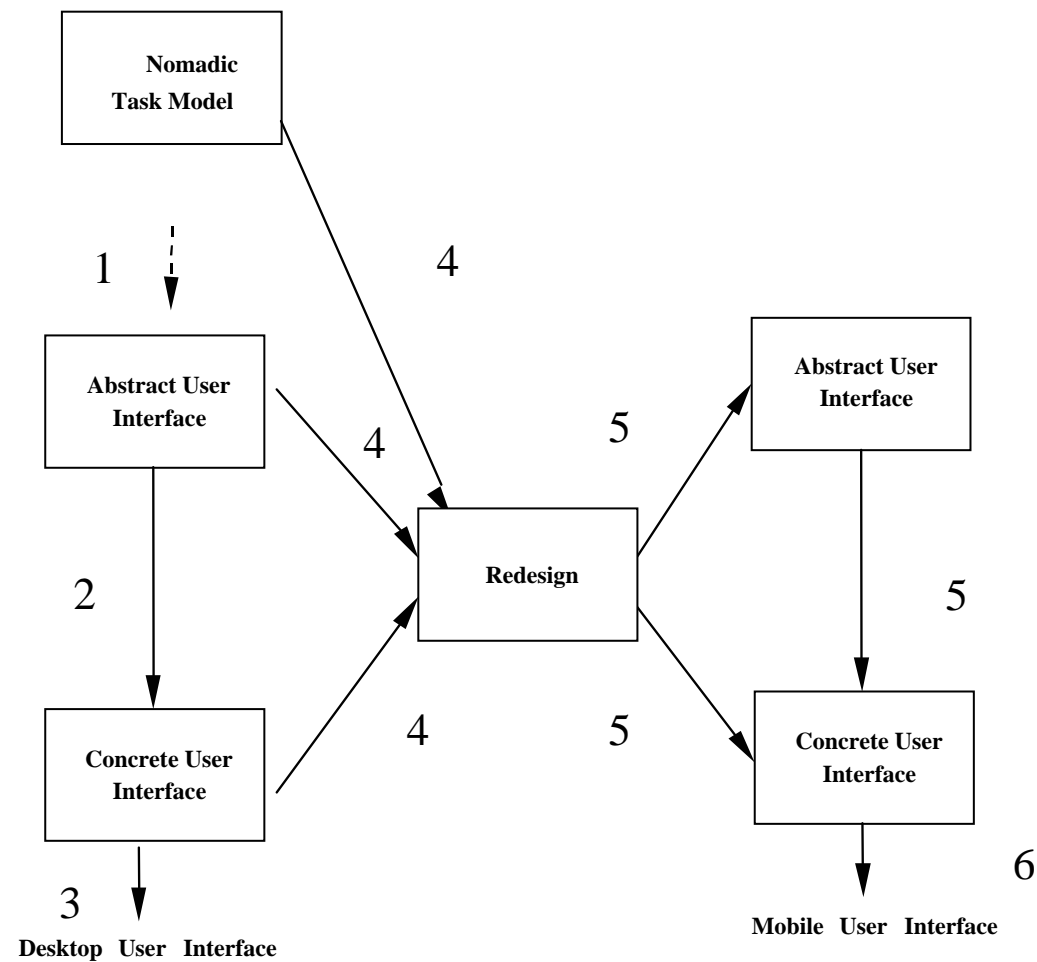 Nomadic
Task Model
1
4
Abstract User
Interface
Abstract User
Interface
4
5
Redesign
2
5
Concrete User
Interface
4
5
Concrete User
Interface
3
6
Desktop User Interface
Mobile User Interface